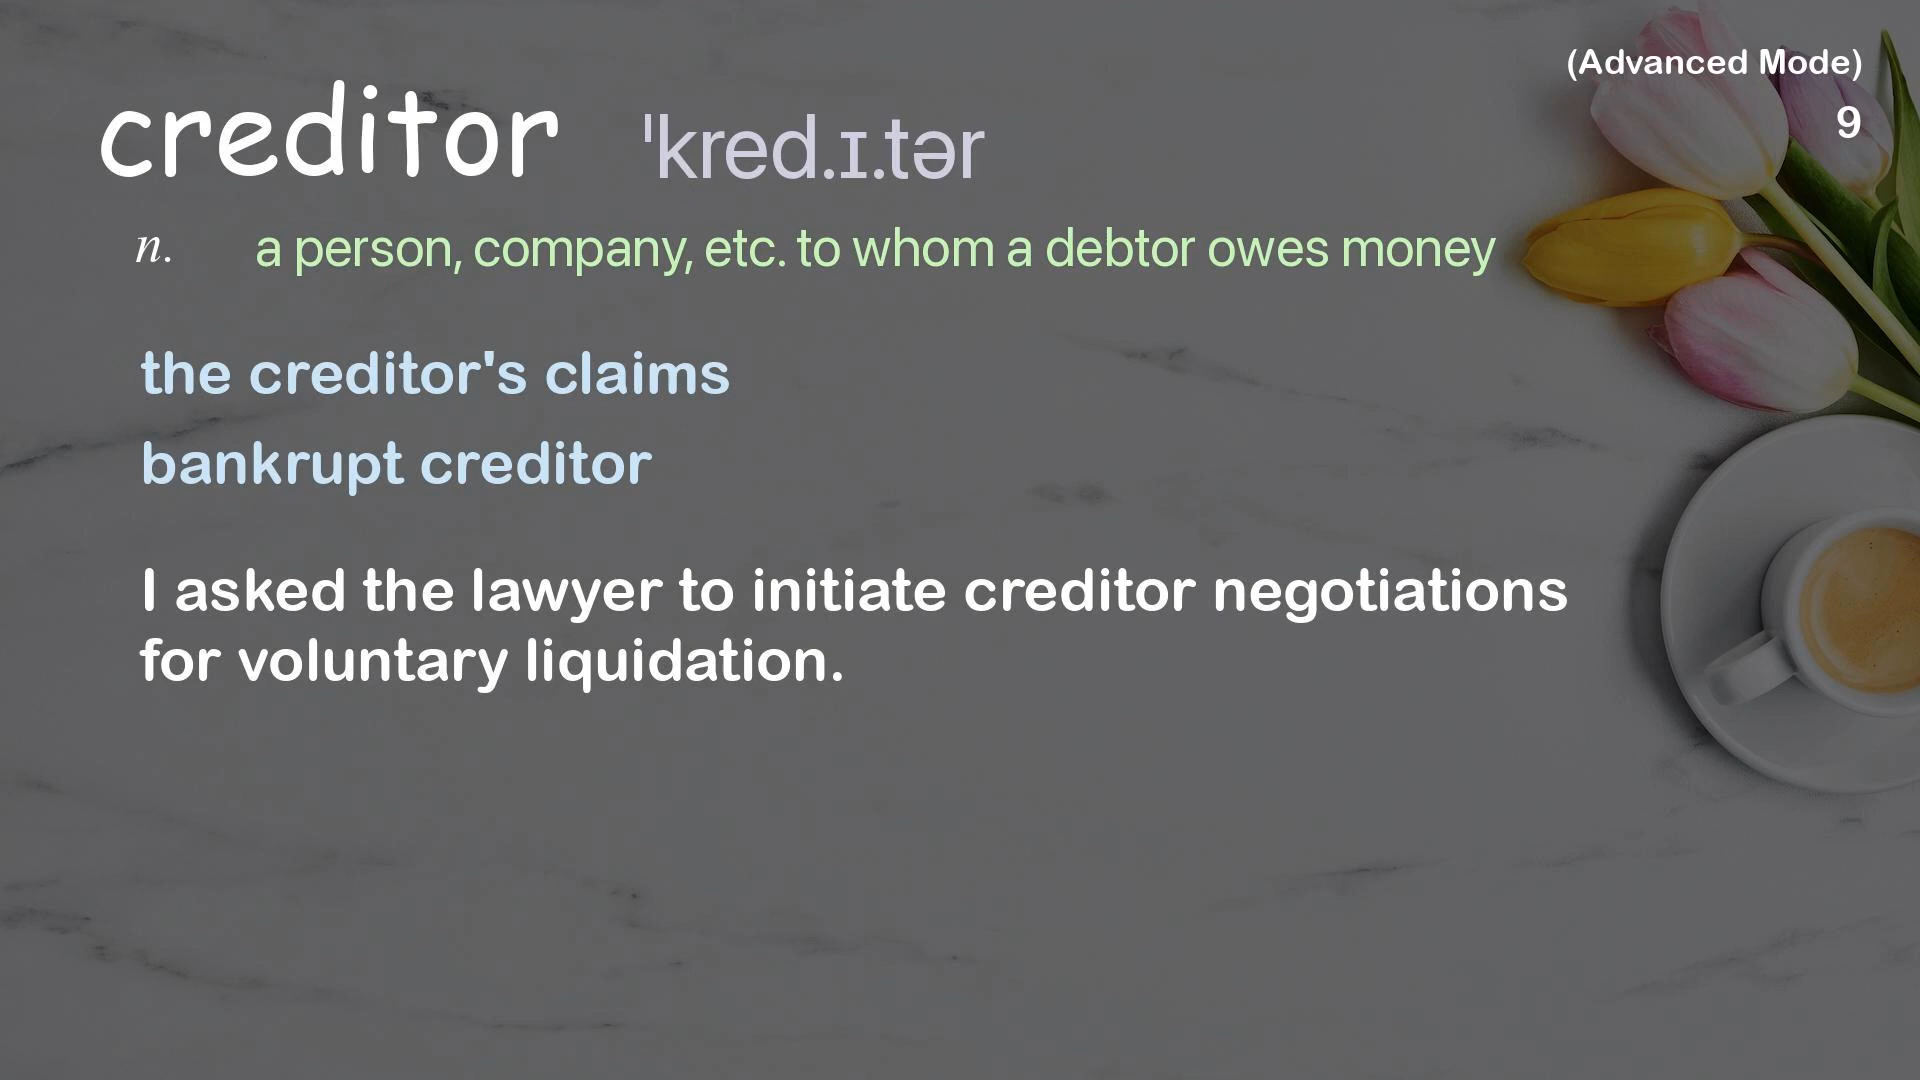 (Advanced Mode)
creditor ˈkred.ɪ.tər
9
n. a person, company, etc. to whom a debtor owes money
the creditor's claims
bankrupt creditor
I asked the lawyer to initiate creditor negotiations
for voluntary liquidation.